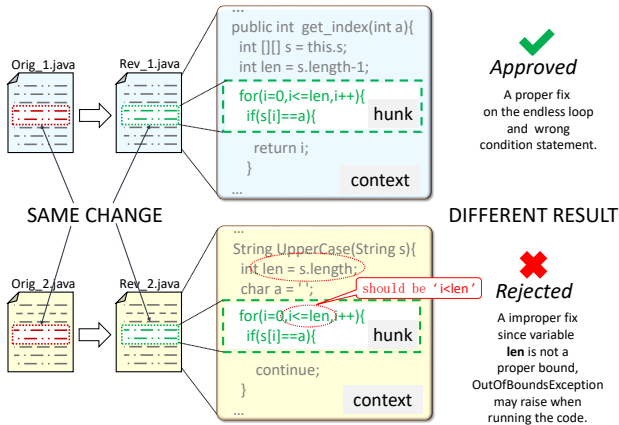 ...
public int get_index(int a){
int [][] s = this.s;
int len = s.length-1;
for(i=0,i<=len,i++){
if(s[i]==a){
hunk
return i;
}
context
...
Orig_1.java
Rev_1.java
Approved
A proper fix
on the endless loop
and wrong
condition statement.
SAME CHANGE
DIFFERENT RESULT
...
String UpperCase(String s){
int len = s.length;
char a = ' ';
should be 'i<len'
for(i=0,i<=len,i++){
if(s[i]==a){
hunk
continue;
}
context
...
Orig_2.java
Rev_2.java
Rejected
A improper fix
since variable
len is not a
proper bound,
OutOfBoundsException
may raise when
running the code.